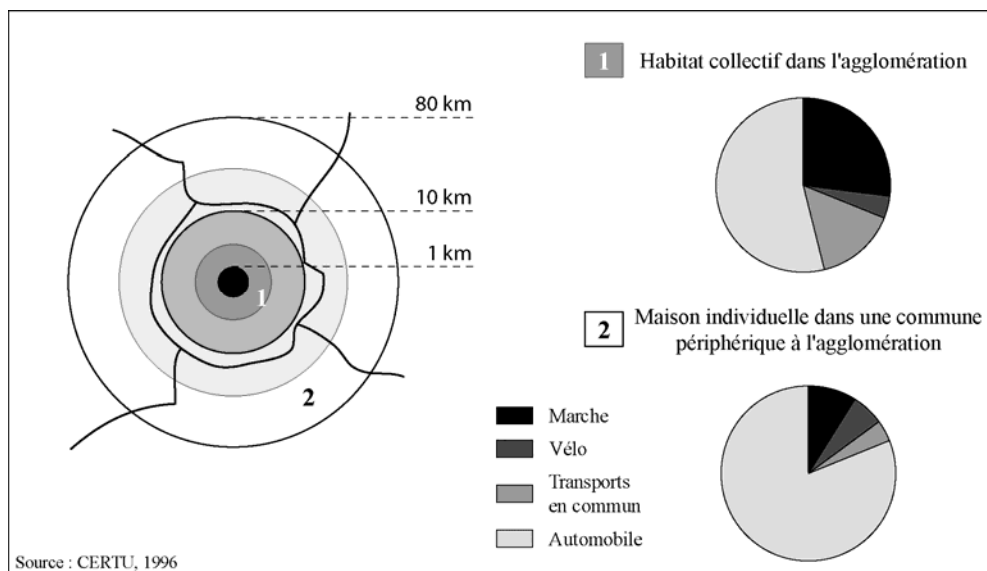 80 km
10 km
1 km
1
2
1 Habitat collectif dans l'agglomération
2 Maison individuelle dans une commune
périphérique à l'agglomération
Marche
Vélo
Transports
en commun
Automobile
Source : CERTU, 1996